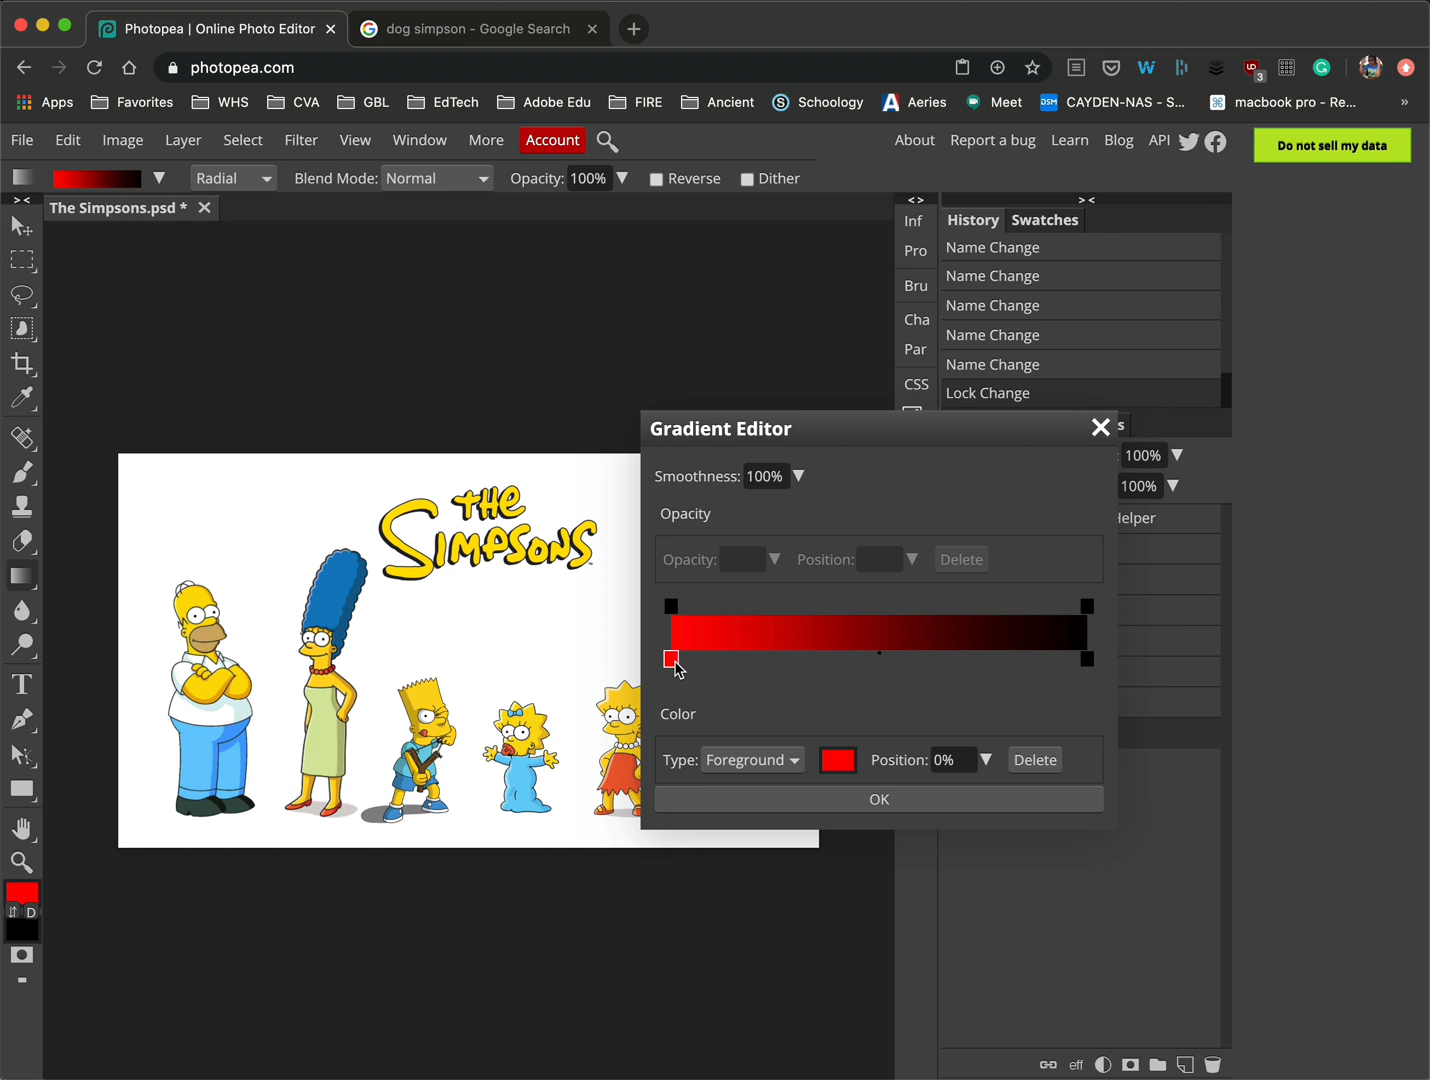 Photopea | Online Photo Editor
dog simpson - Google Search
photopea.com
3
Apps
Favorites
WHS
CVA
GBL
EdTech
Adobe Edu
FIRE
Ancient
Schoology
Aeries
Meet
CAYDEN-NAS - S...
macbook pro - Re...
»
File Edit Image Layer Select Filter View Window More Account
About Report a bug Learn Blog API
Do not sell my data
Radial
Blend Mode: Normal
Opacity: 100%
Reverse
Dither
The Simpsons.psd *
History Swatches
Inf
Pro
Bru
Cha
Par
CSS
Name Change
Name Change
Name Change
Name Change
Name Change
Lock Change
s
: 100%
100%
Helper
THE
SIMPSONS
Gradient Editor
Smoothness: 100%
Opacity
Opacity:
Position:
Delete
Color
Type: Foreground
Position: 0%
Delete
OK
T
D
eff